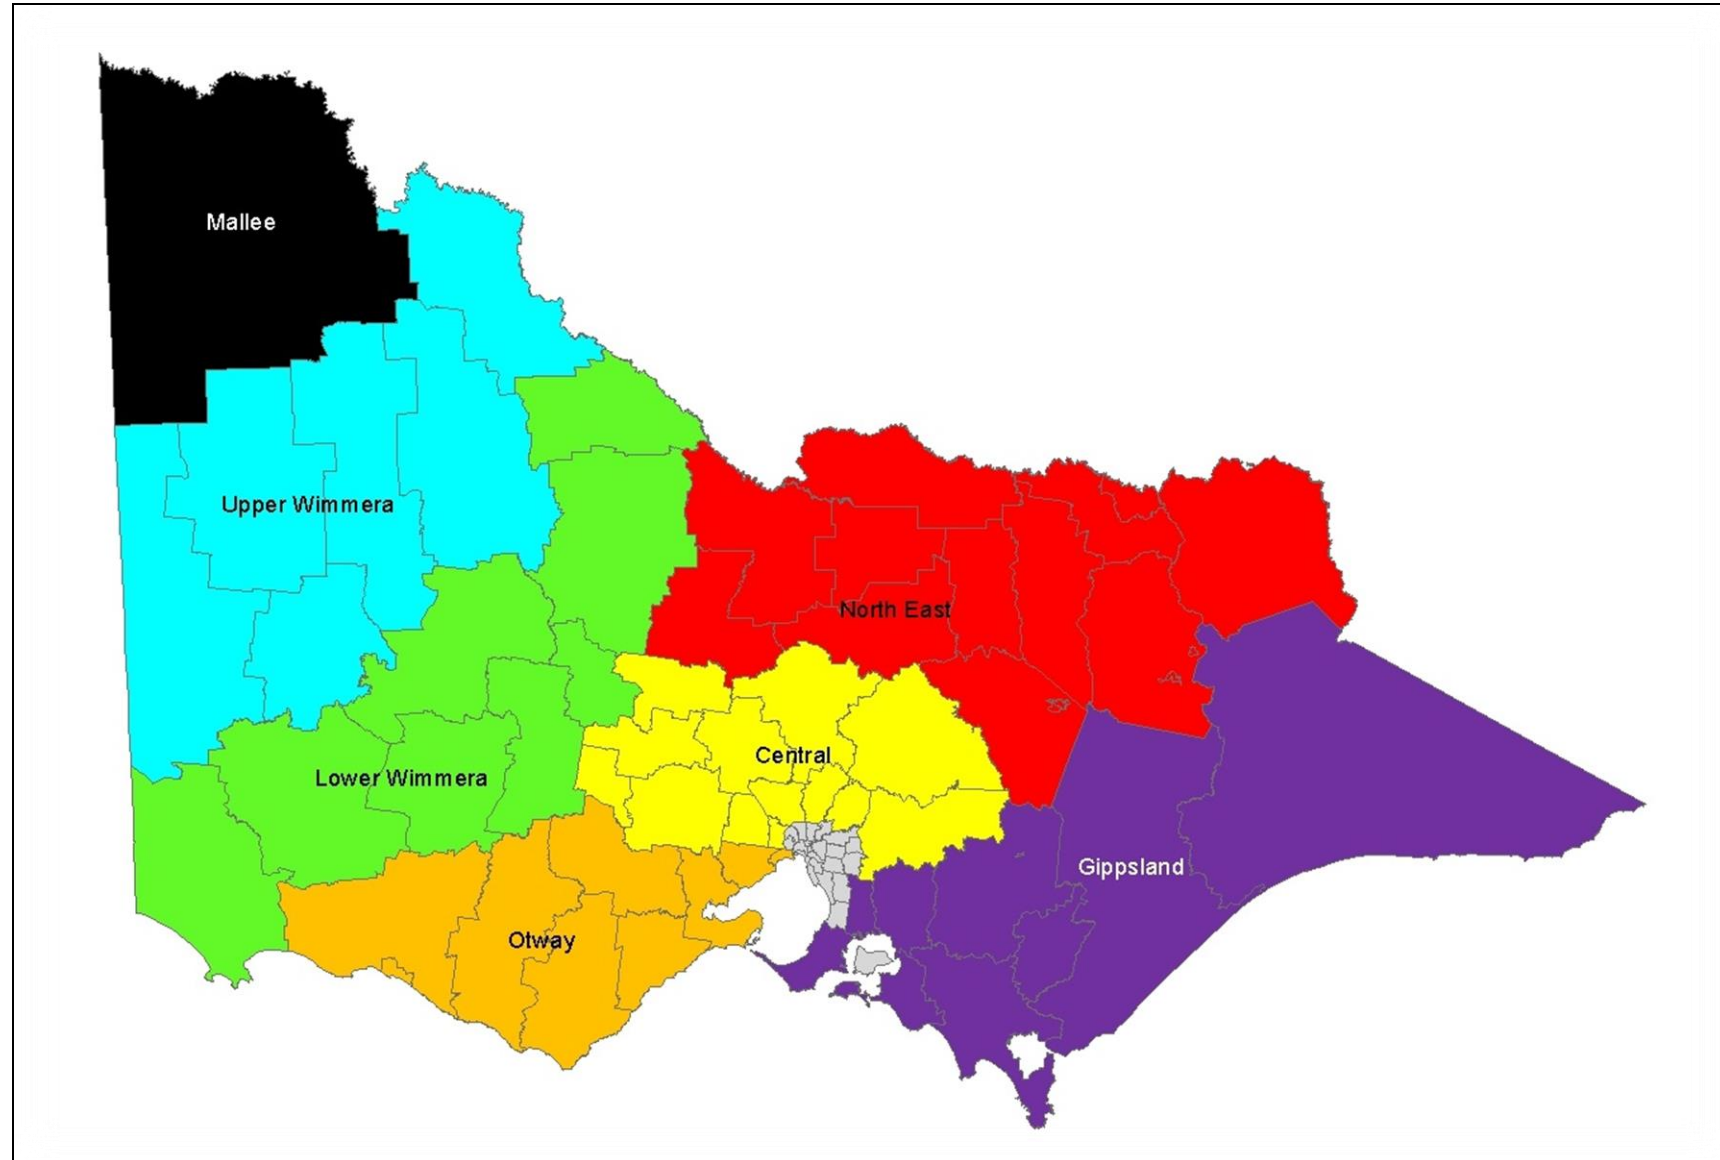 Mallee
Upper Wimmera
North East
Central
Lower Wimmera
Gippsland
Otway